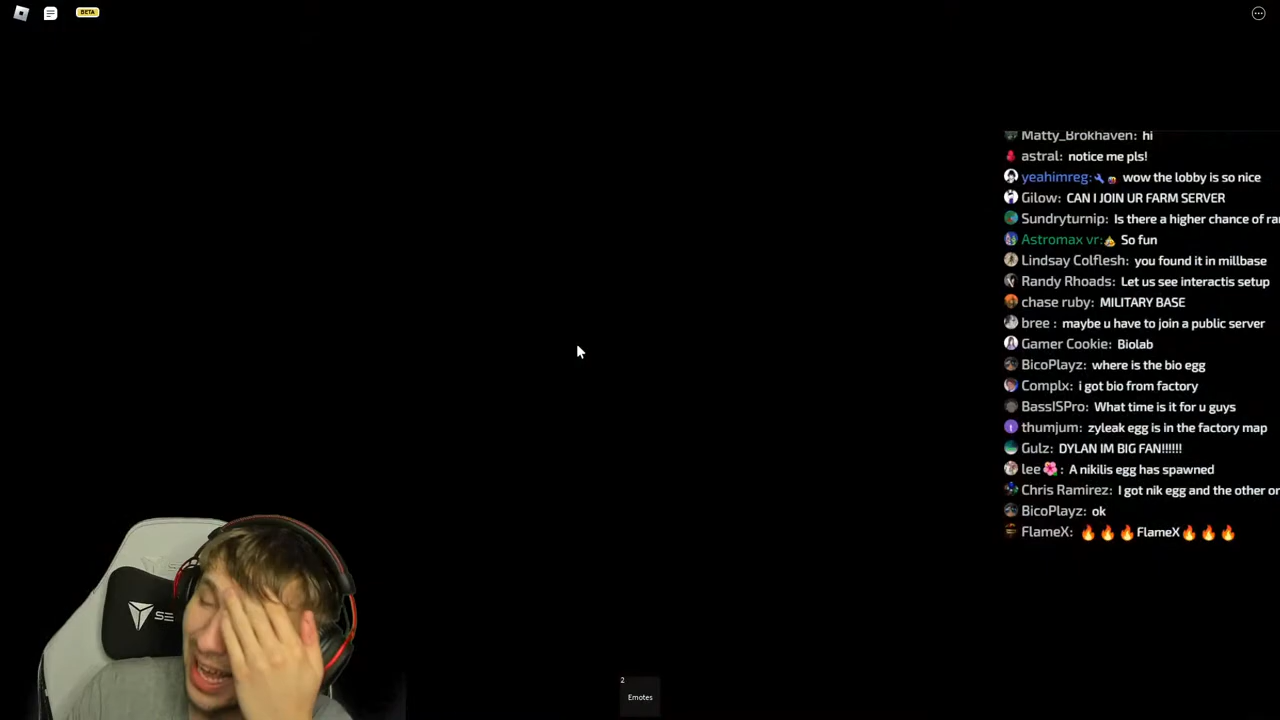 BETA
Matty_Brokhaven: hi
astral: notice me pls!
yeahimreg: wow the lobby is so nice
Gilow: CAN I JOIN UR FARM SERVER
Sundryturnip: Is there a higher chance of ra
Astromax vr: So fun
Lindsay Colflesh: you found it in millbase
Randy Rhoads: Let us see interactis setup
chase ruby: MILITARY BASE
bree : maybe u have to join a public server
Gamer Cookie: Biolab
BicoPlayz: where is the bio egg
Complx: i got bio from factory
BassISPro: What time is it for u guys
thumjum: zyleak egg is in the factory map
Gulz: DYLAN IM BIG FAN!!!!!!
lee🌺 : A nikilis egg has spawned
Chris Ramirez: I got nik egg and the other or
BicoPlayz: ok
FlameX: 🔥🔥🔥FlameX🔥🔥🔥
SE
2
Emotes